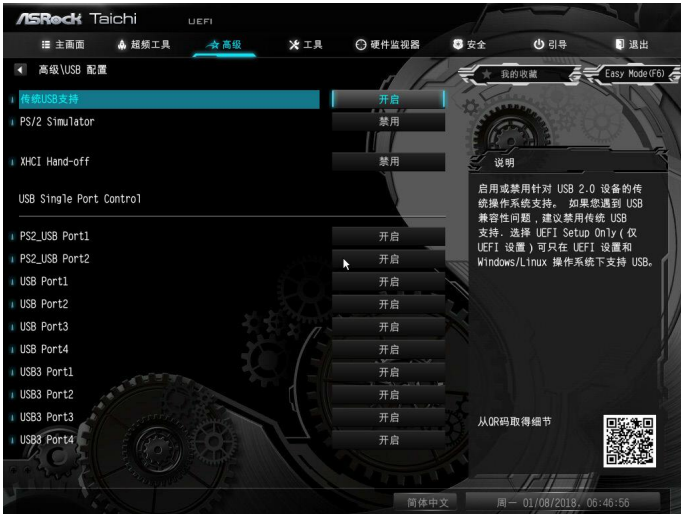 ASRock Taichi UEFI
主画面 超频工具 高级 工具 硬件监视器 安全 引导 退出
高级\USB 配置
我的收藏 Easy Mode(F6)
传统USB支持 开启
PS/2 Simulator 禁用
XHCI Hand-off 禁用
USB Single Port Control
PS2_USB Port1 开启
PS2_USB Port2 开启
USB Port1 开启
USB Port2 开启
USB Port3 开启
USB Port4 开启
USB3 Port1 开启
USB3 Port2 开启
USB3 Port3 开启
USB3 Port4 开启
说明
启用或禁用针对 USB 2.0 设备的传
统操作系统支持。 如果您遇到 USB
兼容性问题，建议禁用传统 USB
支持. 选择 UEFI Setup Only ( 仅
UEFI 设置 ) 可只在 UEFI 设置和
Windows/Linux 操作系统下支持 USB。
从QR码取得细节
简体中文 周一 01/08/2018, 06:46:56